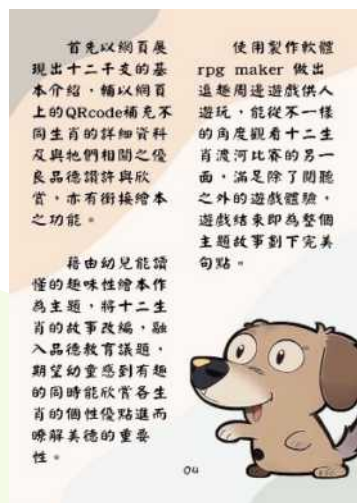 首先以網頁展
現出十二干支的基
本介紹，輔以網頁
上的QRcode補充不
同生肖的詳細資料
及與牠們相關之優
良品德讚許與欣
賞，亦有銜接繪本
之功能。
藉由幼兒能讀
懂的趣味性繪本作
為主題，將十二生
肖的故事改編，融
入品德教育議題，
期望幼童感到有趣
的同時能欣賞各生
肖的個性優點進而
瞭解美德的重要
性。
使用製作軟體
rpg maker 做出
這趟周邊遊戲供人
遊玩，能從不一樣
的角度觀看十二生
肖渡河比賽的另一
面，滿足除了閱聽
之外的遊戲體驗，
遊戲結束即為整個
主題故事劃下完美
句點。
04